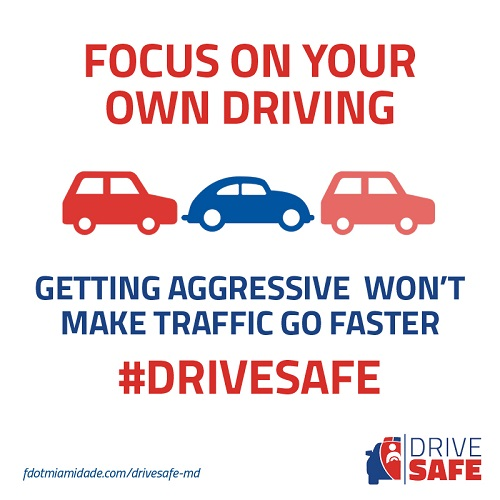 FOCUS ON YOUR
OWN DRIVING
GETTING AGGRESSIVE  WON'T
MAKE TRAFFIC GO FASTER
#DRIVESAFE
fdotmiamidade.com/drivesafe-md
DRIVE
SAFE